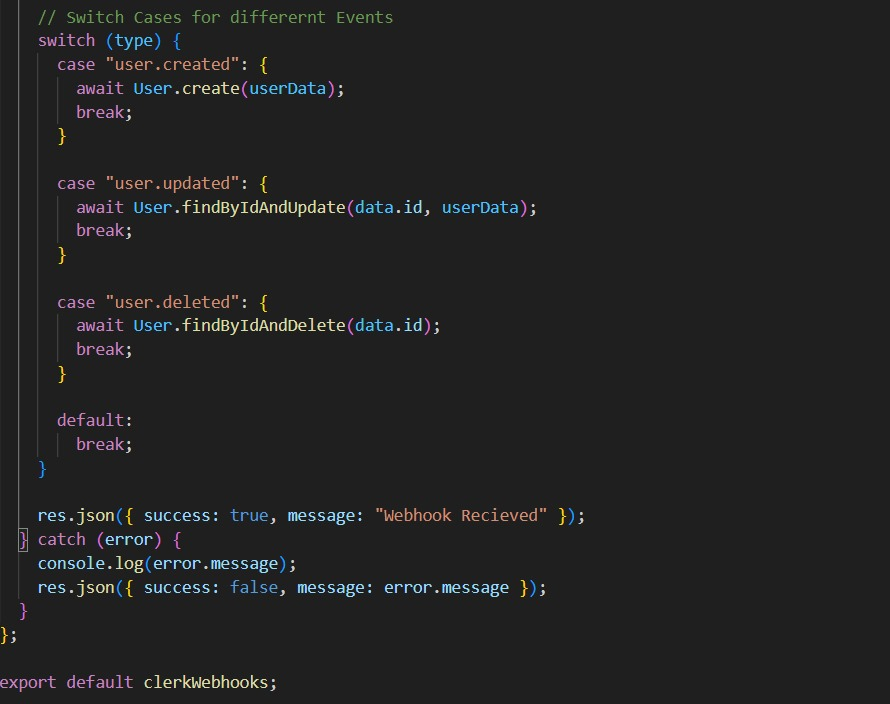 // Switch Cases for differernt Events
switch (type) {
case "user.created": {
await User.create(userData);
break;
}
case "user.updated": {
await User.findByIdAndUpdate(data.id, userData);
break;
}
case "user.deleted": {
await User.findByIdAndDelete(data.id);
break;
}
default:
break;
}
res.json({ success: true, message: "Webhook Recieved" });
} catch (error) {
console.log(error.message);
res.json({ success: false, message: error.message });
}
};
export default clerkWebhooks;